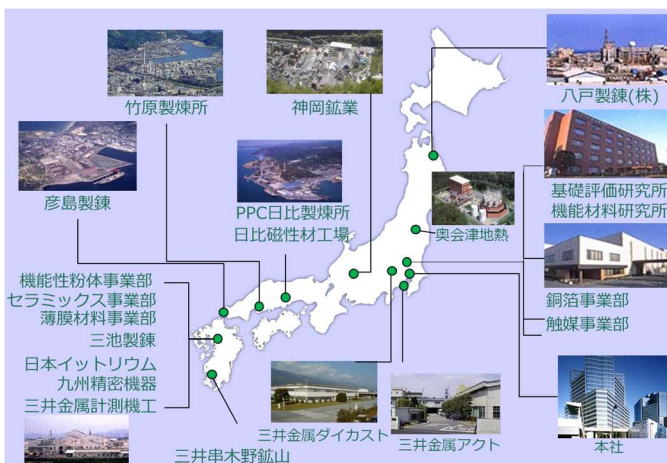 竹原製煉所
神岡鉱業
八戸製錬(株)
彦島製錬
PPC日比製煉所
日比磁性材工場
基礎評価研究所
機能材料研究所
奥会津地熱
銅箔事業部
触媒事業部
機能性粉体事業部
セラミックス事業部
薄膜材料事業部
三池製錬
日本イットリウム
九州精密機器
三井金属計測機工
三井串木野鉱山
三井金属ダイカスト
三井金属アクト
本社